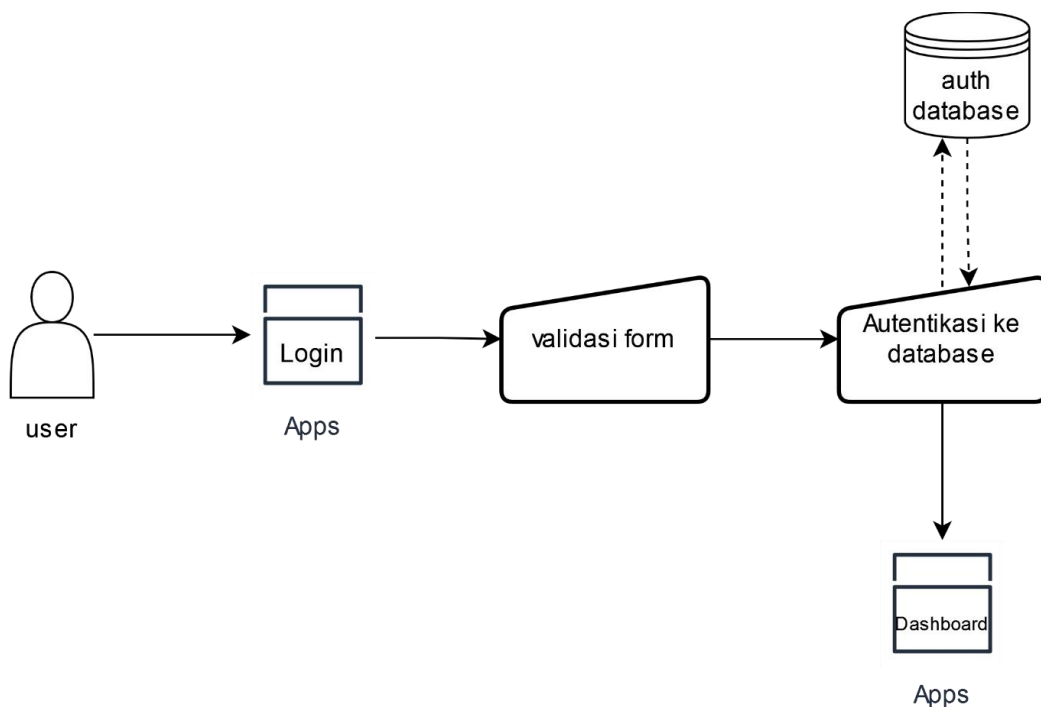 auth
database
user
Login
Apps
validasi form
Autentikasi ke
database
Dashboard
Apps